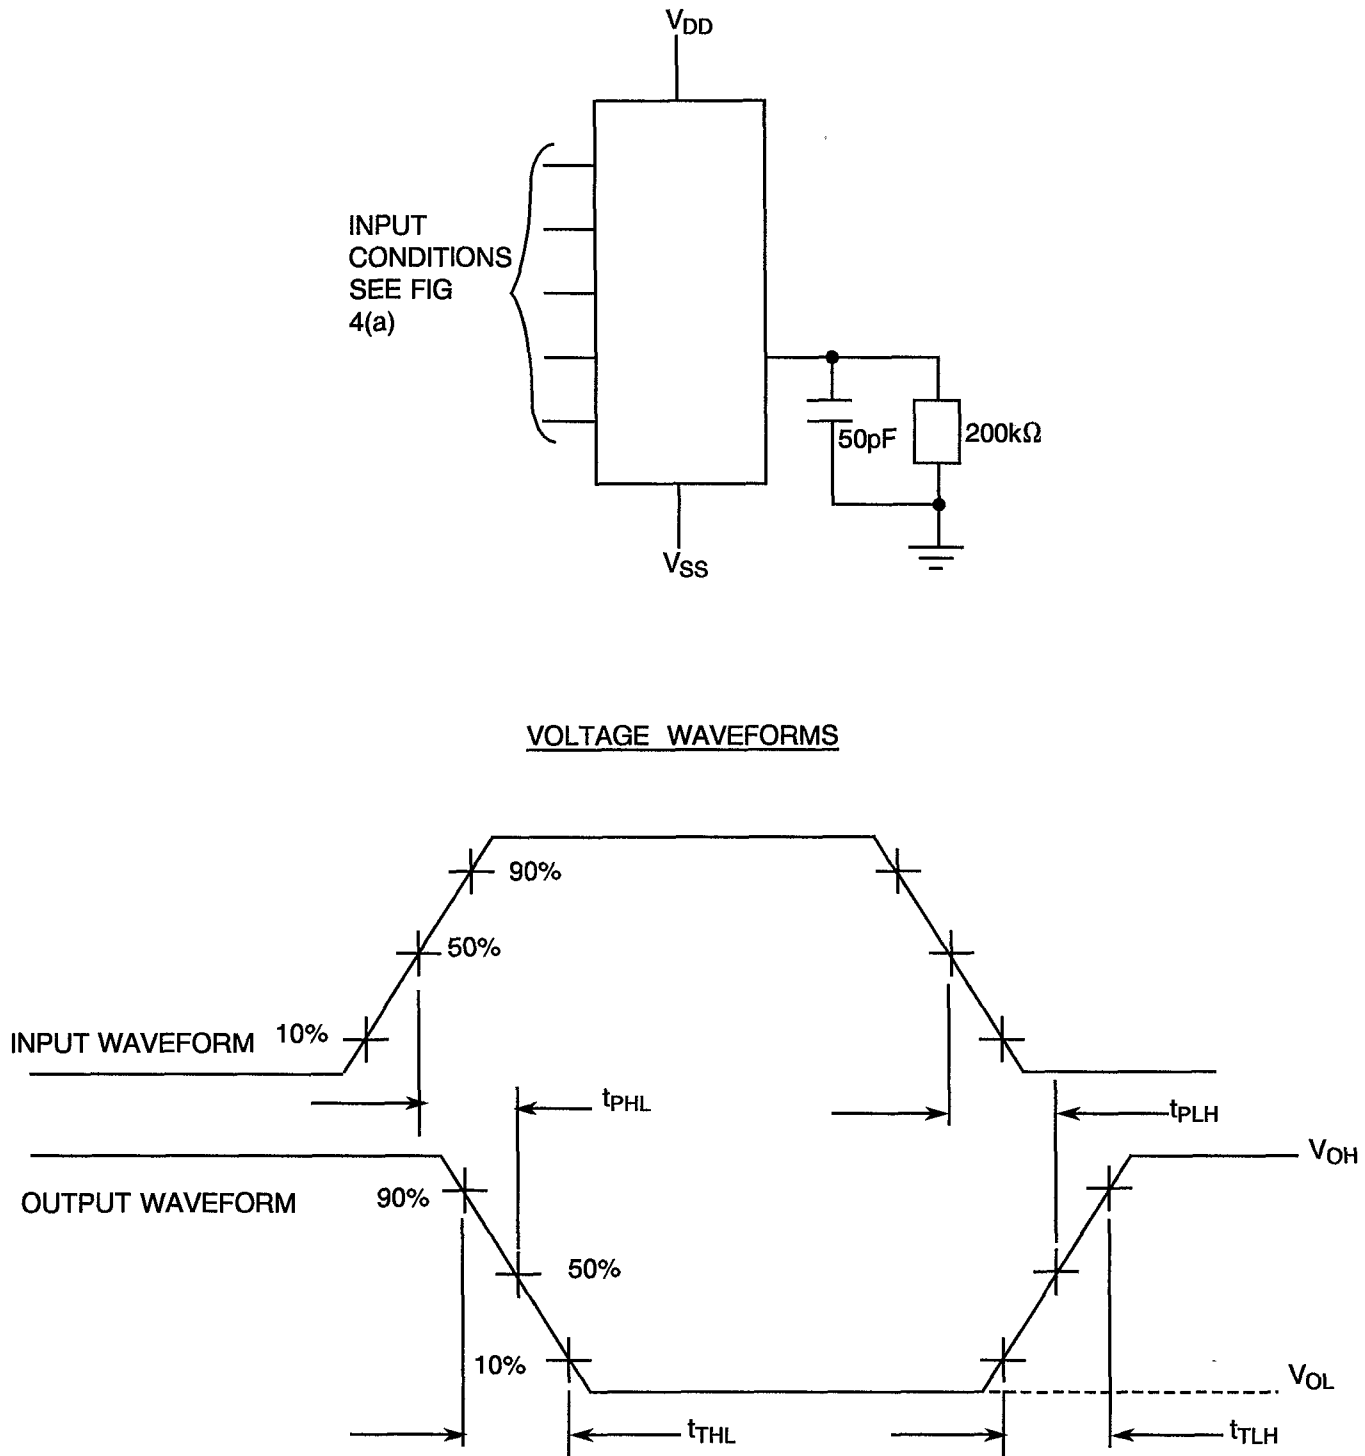 VDD
INPUT
CONDITIONS
SEE FIG
4(a)
50pF
200kΩ
VSS
VOLTAGE WAVEFORMS
90%
50%
INPUT WAVEFORM
10%
tPHL
tPLH
VOH
OUTPUT WAVEFORM
90%
50%
10%
VOL
tTHL
tTLH